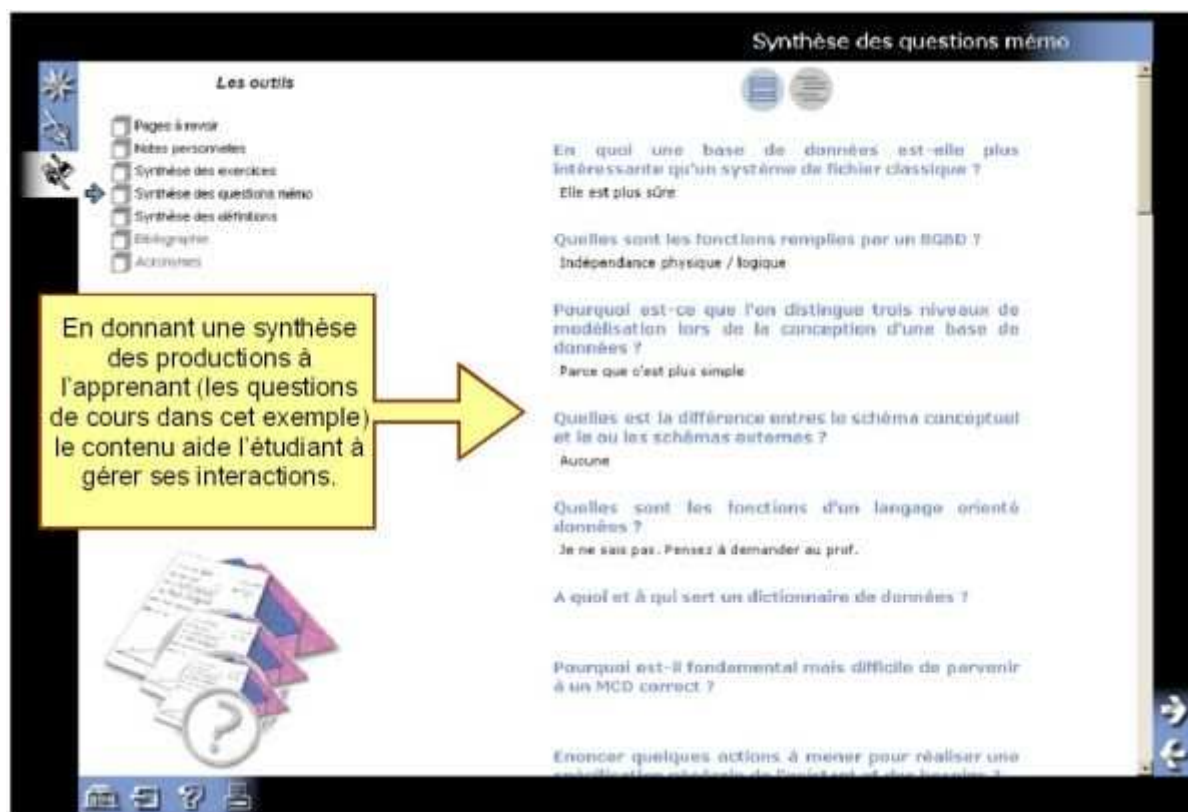 Synthèse des questions mémo
Les outils
Pages à revoir
Notes personnelles
Synthèse des exercices
Synthèse des questions mémo
Synthèse des définitions
Bibliographie
Acronymes
En donnant une synthèse
des productions à
l'apprenant (les questions
de cours dans cet exemple)
le contenu aide l'étudiant à
gérer ses interactions.
En quoi une base de données est-elle plus
intéressante qu'un système de fichier classique ?
Elle est plus sûre
Quelles sont les fonctions remplies par un BGBD ?
Indépendance physique / logique
Pourquoi est-ce que l'on distingue trois niveaux de
modélisation lors de la conception d'une base de
données ?
Parce que c'est plus simple
Quelles est la différence entres le schéma conceptuel
et le ou les schémas externes ?
Aucune
Quelles sont les fonctions d'un langage orienté
données ?
Je ne sais pas. Pensez à demander au prof.
A quoi et à qui sert un dictionnaire de données ?
Pourquoi est-il fondamental mais difficile de parvenir
à un MCD correct ?
Enoncer quelques actions à mener pour réaliser une